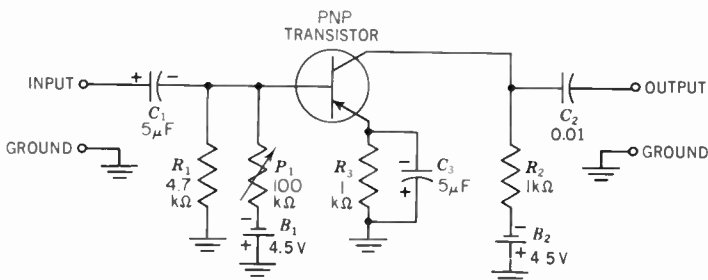 PNP
TRANSISTOR
INPUT
+
-
C1
5μF
GROUND
R1
4.7
kΩ
P1
100
kΩ
-
B1
+
4.5V
R3
1
kΩ
-
C3
+
5μF
C2
0.01
OUTPUT
GROUND
R2
1kΩ
-
B2
+
4.5V